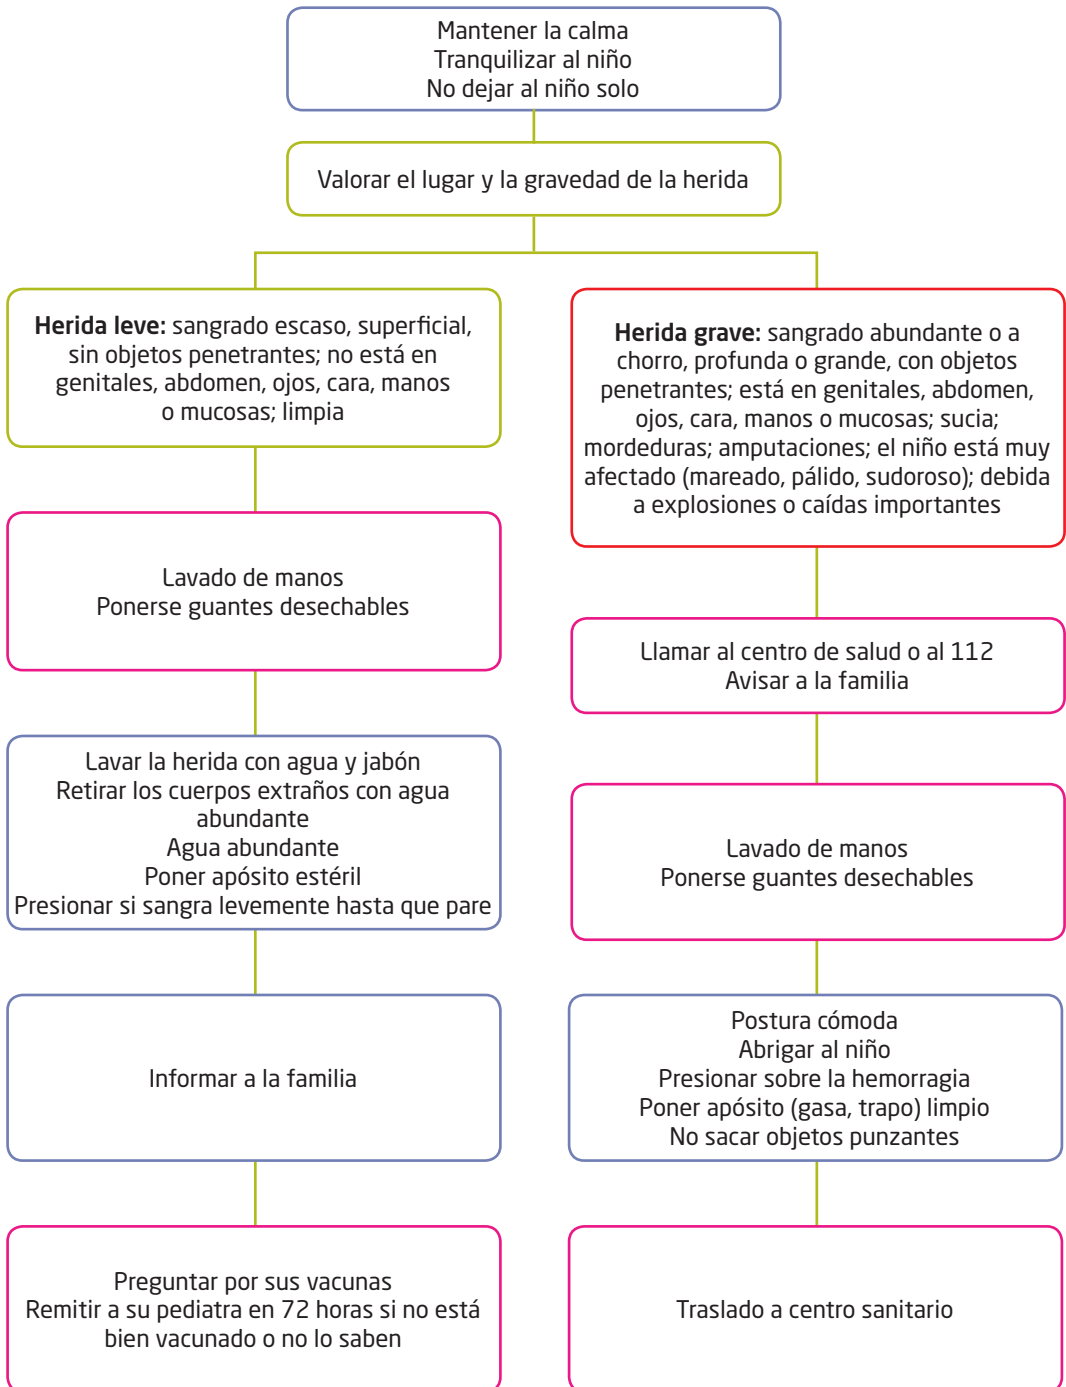 Mantener la calma
Tranquilizar al niño
No dejar al niño solo
Valorar el lugar y la gravedad de la herida
Herida leve: sangrado escaso, superficial,
sin objetos penetrantes; no está en
genitales, abdomen, ojos, cara, manos
o mucosas; limpia
Lavado de manos
Ponerse guantes desechables
Lavar la herida con agua y jabón
Retirar los cuerpos extraños con agua
abundante
Agua abundante
Poner apósito estéril
Presionar si sangra levemente hasta que pare
Informar a la familia
Preguntar por sus vacunas
Remitir a su pediatra en 72 horas si no está
bien vacunado o no lo saben
Herida grave: sangrado abundante o a
chorro, profunda o grande, con objetos
penetrantes; está en genitales, abdomen,
ojos, cara, manos o mucosas; sucia;
mordeduras; amputaciones; el niño está muy
afectado (mareado, pálido, sudoroso); debida
a explosiones o caídas importantes
Llamar al centro de salud o al 112
Avisar a la familia
Lavado de manos
Ponerse guantes desechables
Postura cómoda
Abrigar al niño
Presionar sobre la hemorragia
Poner apósito (gasa, trapo) limpio
No sacar objetos punzantes
Traslado a centro sanitario